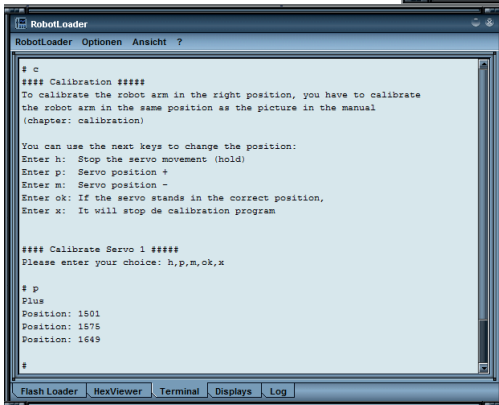 RobotLoader
RobotLoader Optionen Ansicht ?
# c
#### Calibration #####
To calibrate the robot arm in the right position, you have to calibrate
the robot arm in the same position as the picture in the manual
(chapter: calibration)
You can use the next keys to change the position:
Enter h: Stop the servo movement (hold)
Enter p: Servo position +
Enter m: Servo position -
Enter ok: If the servo stands in the correct position,
Enter x: It will stop de calibration program
#### Calibrate Servo 1 #####
Please enter your choice: h,p,m,ok,x
# p
Plus
Position: 1501
Position: 1575
Position: 1649
#
Flash Loader HexViewer Terminal Displays Log